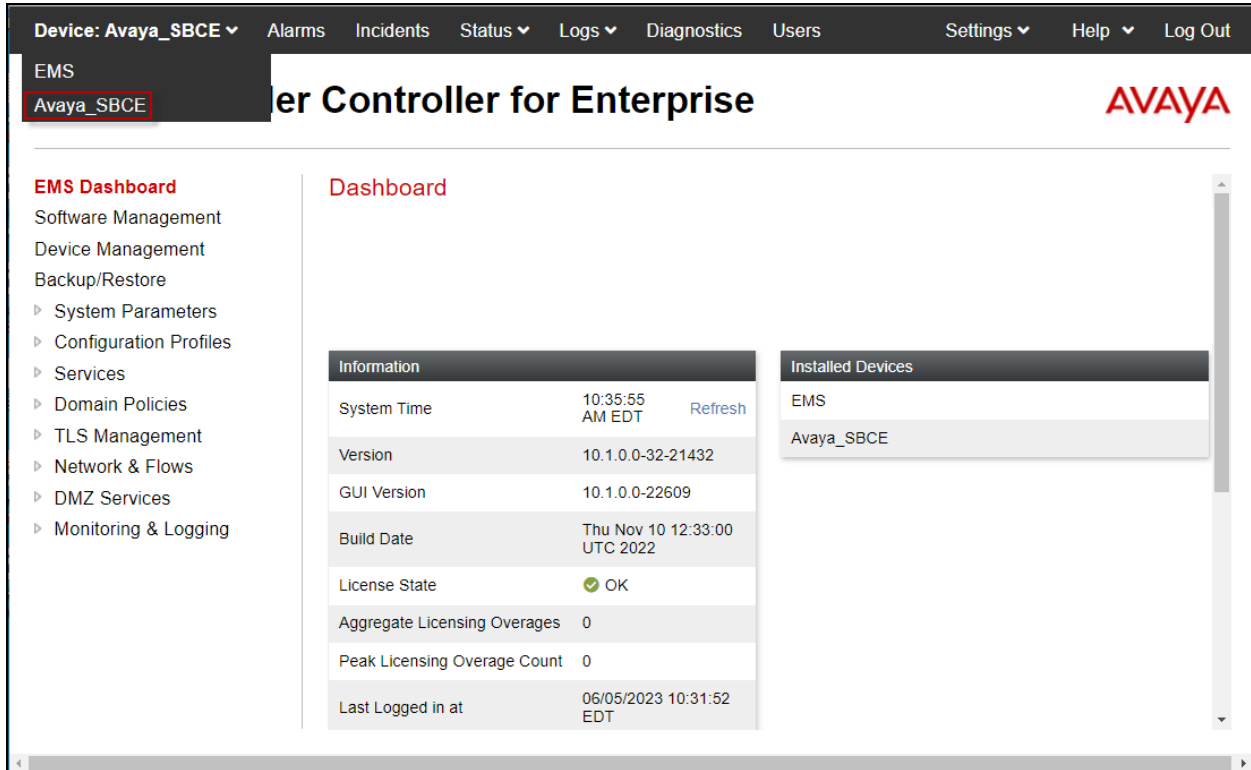 Device: Avaya_SBCE Alarms Incidents Status Logs Diagnostics Users Settings Help Log Out
EMS
Avaya_SBCE
er Controller for Enterprise
AVAYA
EMS Dashboard
Software Management
Device Management
Backup/Restore
System Parameters
Configuration Profiles
Services
Domain Policies
TLS Management
Network & Flows
DMZ Services
Monitoring & Logging
Dashboard
Information
System Time 10:35:55 AM EDT Refresh
Version 10.1.0.0-32-21432
GUI Version 10.1.0.0-22609
Build Date Thu Nov 10 12:33:00 UTC 2022
License State OK
Aggregate Licensing Overages 0
Peak Licensing Overage Count 0
Last Logged in at 06/05/2023 10:31:52 EDT
Installed Devices
EMS
Avaya_SBCE